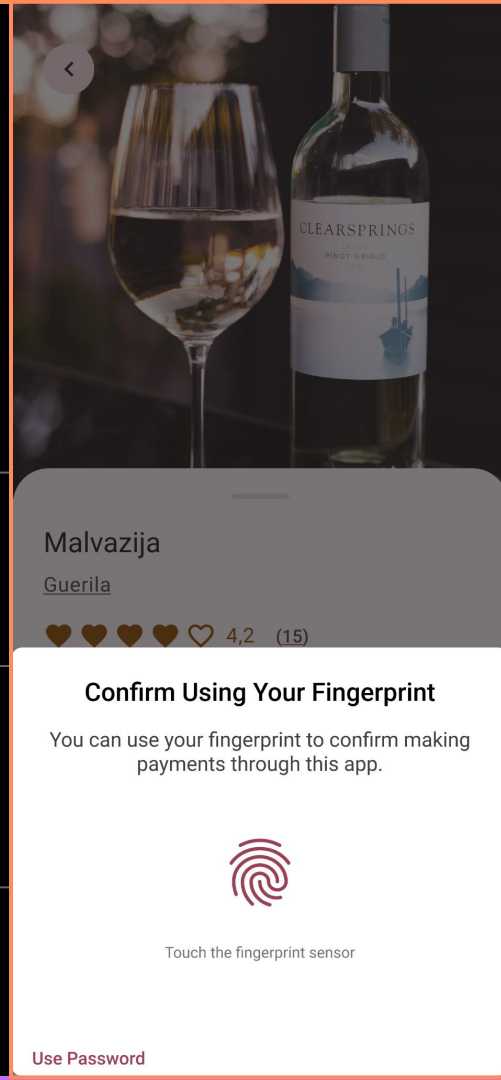 CLEARSPRINGS
PINOT GRIGIO
Malvazija
Guerila
4,2 (15)
Confirm Using Your Fingerprint
You can use your fingerprint to confirm making
payments through this app.
Touch the fingerprint sensor
Use Password